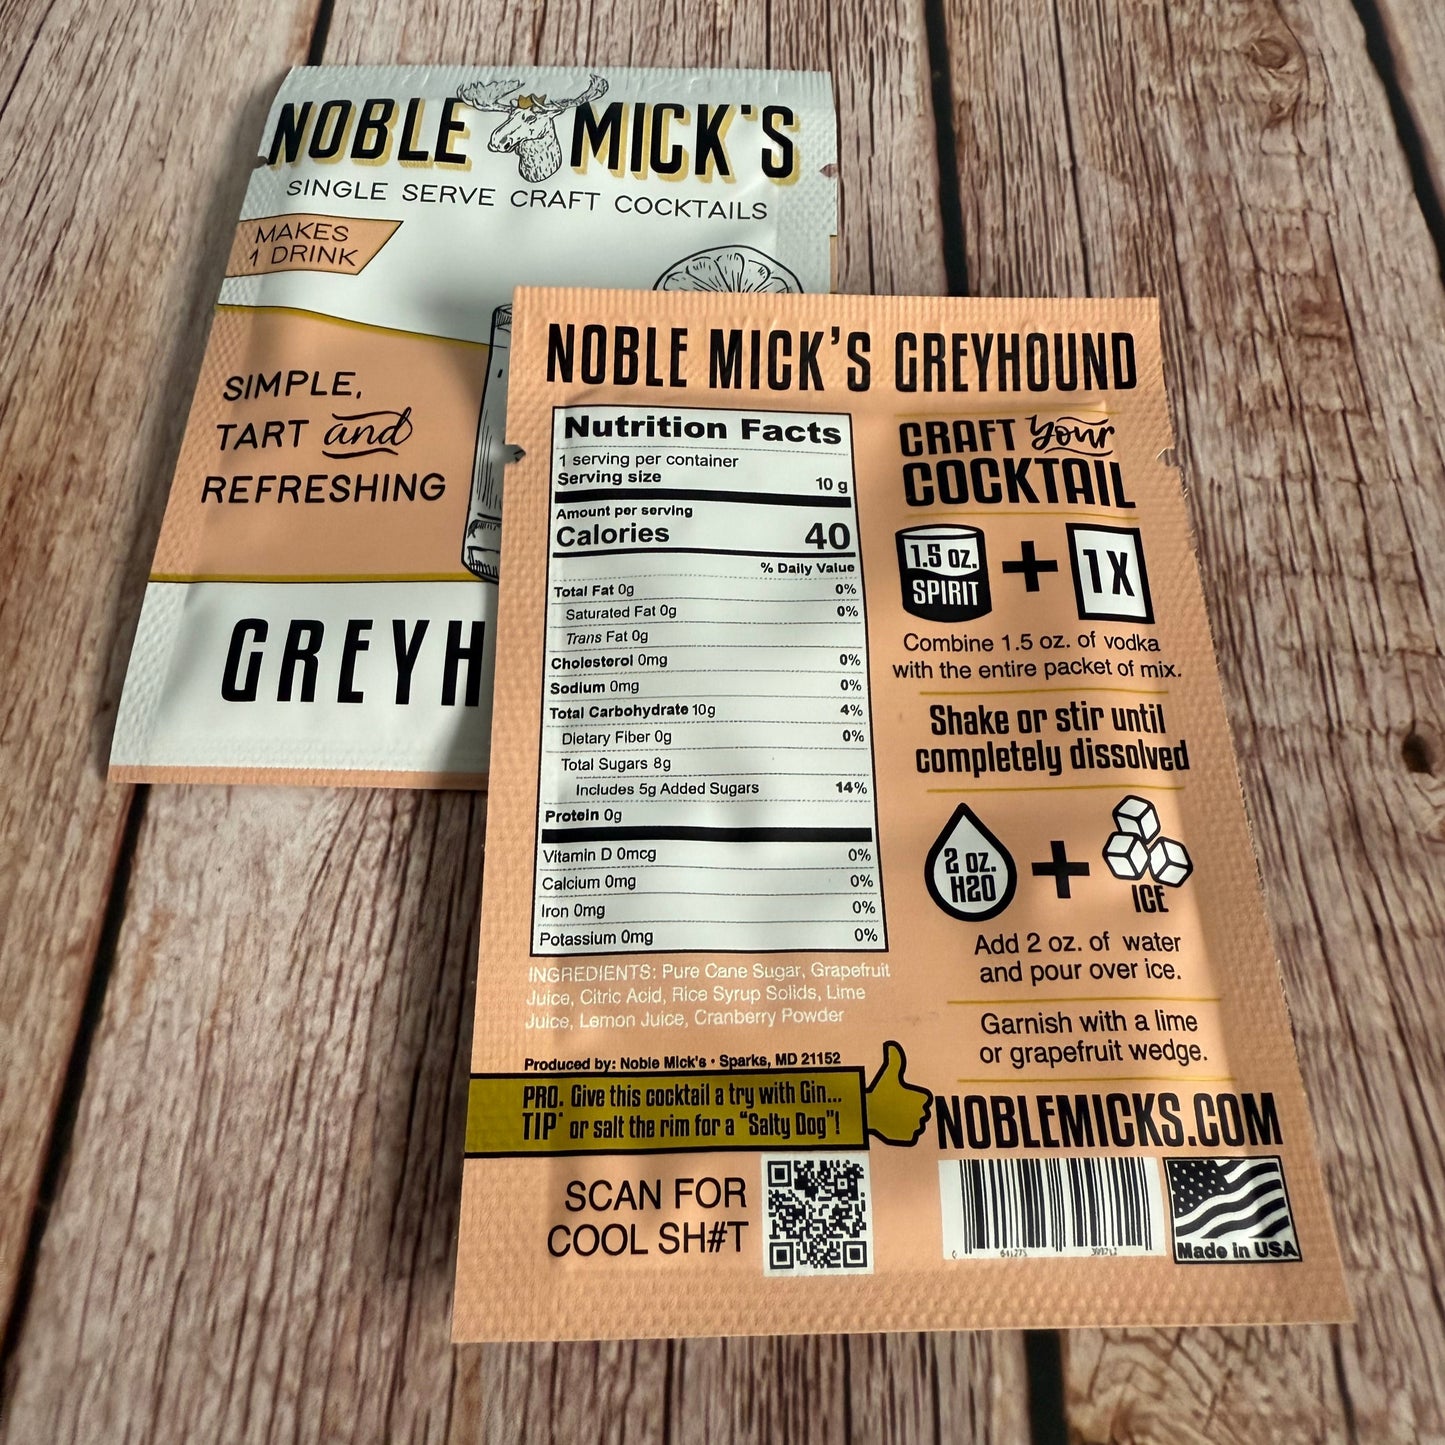 NOBLE MICK'S
SINGLE SERVE CRAFT COCKTAILS
MAKES
1 DRINK
SIMPLE,
TART and
REFRESHING
GREYH
NOBLE MICK'S GREYHOUND
Nutrition Facts
1 serving per container
Serving size 10 g
Amount per serving
Calories 40
% Daily Value
Total Fat 0g 0%
Saturated Fat 0g 0%
Trans Fat 0g
Cholesterol 0mg 0%
Sodium 0mg 0%
Total Carbohydrate 10g 4%
Dietary Fiber 0g 0%
Total Sugars 8g
Includes 5g Added Sugars 14%
Protein 0g
Vitamin D 0mcg 0%
Calcium 0mg 0%
Iron 0mg 0%
Potassium 0mg 0%
INGREDIENTS: Pure Cane Sugar, Grapefruit
Juice, Citric Acid, Rice Syrup Solids, Lime
Juice, Lemon Juice, Cranberry Powder
Produced by: Noble Mick's • Sparks, MD 21152
PRO. Give this cocktail a try with Gin...
TIP* or salt the rim for a "Salty Dog"!
SCAN FOR
COOL SH#T
CRAFT Your
COCKTAIL
1.5 oz.
SPIRIT
+ 1X
Combine 1.5 oz. of vodka
with the entire packet of mix.
Shake or stir until
completely dissolved
2 oz.
H2O
+
ICE
Add 2 oz. of water
and pour over ice.
Garnish with a lime
or grapefruit wedge.
NOBLEMICKS.COM
Made in USA